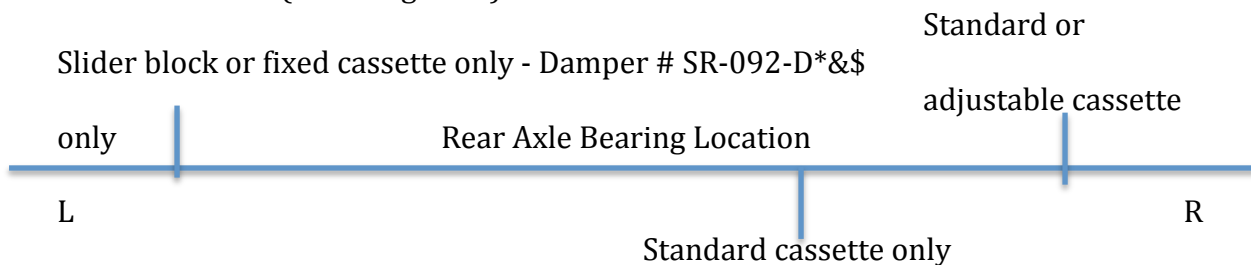 Standard or
Slider block or fixed cassette only - Damper # SR-092-D*&$
adjustable cassette
only
Rear Axle Bearing Location
L
R
Standard cassette only